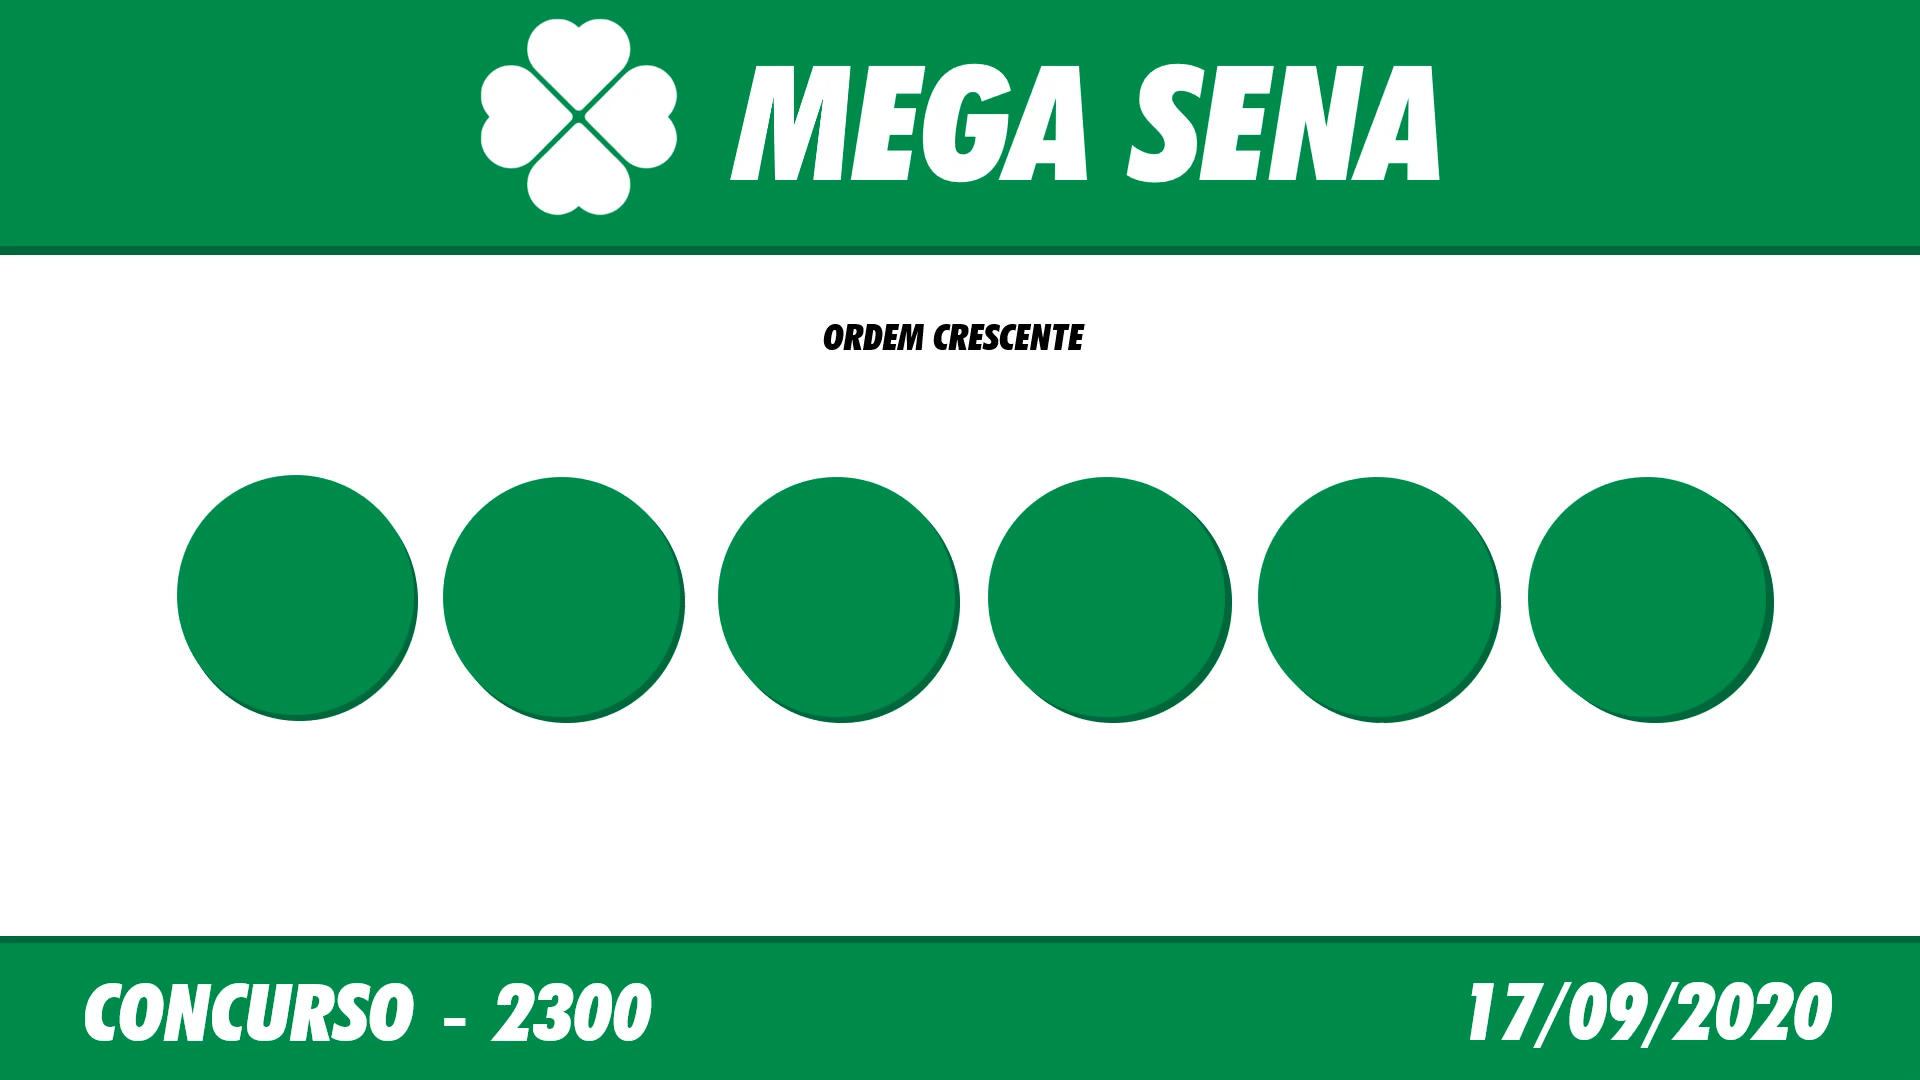 MEGA SENA
ORDEM CRESCENTE
CONCURSO - 2300
17/09/2020